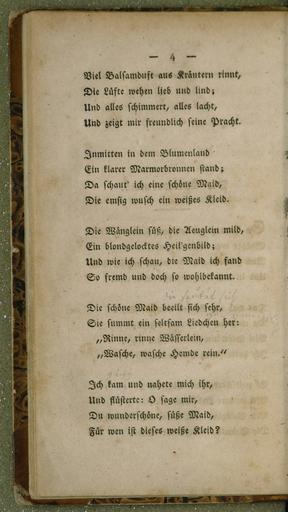 — 4 —
Viel Balsamduft aus Kräutern rinnt,
Die Lüfte wehen lieb und lind;
Und alles schimmert, alles lacht,
Und zeigt mir freundlich seine Pracht.
Inmitten in dem Blumenland
Ein klarer Marmorbronnen stand;
Da schaut' ich eine schöne Maid,
Die emsig wusch ein weißes Kleid.
Die Wänglein süß, die Aeuglein mild,
Ein blondgelocktes Heil'genbild;
Und wie ich schau, die Maid ich fand
So fremd und doch so wohlbekannt.
Die schöne Maid beeilt sich sehr,
Sie summt ein seltsam Liedchen her:
„Rinne, rinne Wässerlein,
„Wasche, wasche Hemde rein.“
Ich kam und nahete mich ihr,
Und flüsterte: O sage mir,
Du wunderschöne, süße Maid,
Für wen ist dieses weiße Kleid?